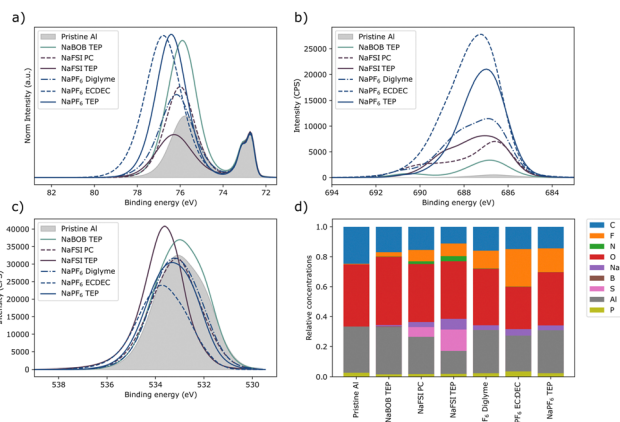 a)
Pristine Al
NaBOB TEP
NaFSI PC
NaFSI TEP
NaPF6 Diglyme
NaPF6 ECDEC
NaPF6 TEP
Norm Intensity (a.u.)
82 80 78 76 74 72
Binding energy (eV)
b)
Pristine Al
NaBOB TEP
NaFSI PC
NaFSI TEP
NaPF6 Diglyme
NaPF6 ECDEC
NaPF6 TEP
Intensity (CPS)
25000
20000
15000
10000
5000
0
694 692 690 688 686 684
Binding energy (eV)
c)
Pristine Al
NaBOB TEP
NaFSI PC
NaFSI TEP
NaPF6 Diglyme
NaPF6 ECDEC
NaPF6 TEP
40000
35000
30000
25000
20000
15000
10000
5000
0
538 536 534 532 530
Binding energy (eV)
d)
Relative concentrations
1.0
0.8
0.6
0.4
0.2
0.0
Pristine Al
NaBOB TEP
NaFSI PC
NaFSI TEP
F6 Diglyme
PF6 EC:DEC
NaPF6 TEP
C
F
N
O
Na
B
S
Al
P